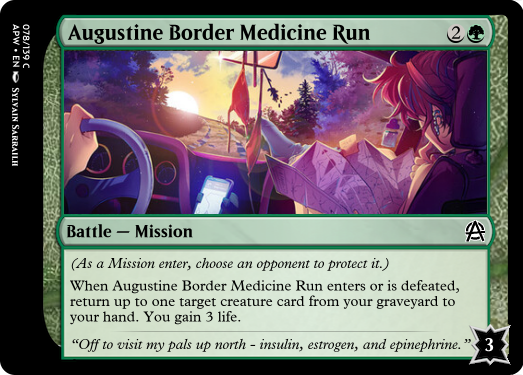 Augustine Border Medicine Run 2
Battle — Mission
(As a Mission enter, choose an opponent to protect it.)
When Augustine Border Medicine Run enters or is defeated,
return up to one target creature card from your graveyard to
your hand. You gain 3 life.
“Off to visit my pals up north - insulin, estrogen, and epinephrine.”
3
078/139 C
APW • EN SYLVAIN SARRAILH